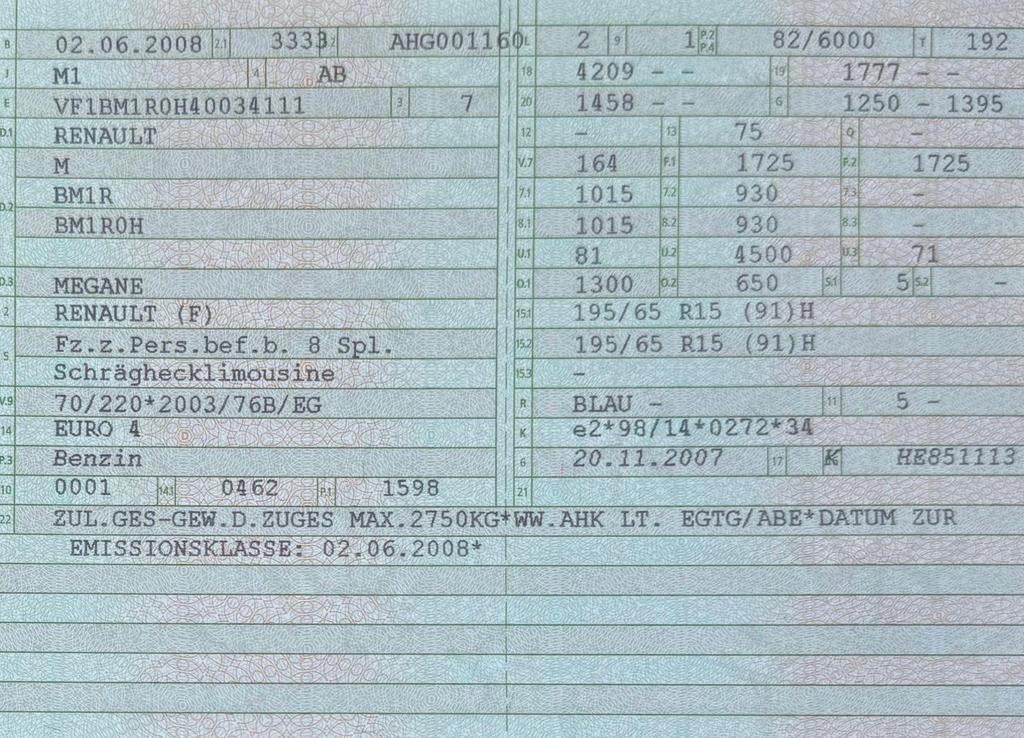 B 02.06.2008 2.1 3333 2.2 AHG001160 L 2 9 1 P.2 P.4 82/6000 T 192
J M1 4 AB 18 4209 - - 19 1777 - -
E VF1BM1R0H40034111 3 7 20 1458 - - G 1250 - 1395
D.1 RENAULT 12 - 13 75 Q -
M V.7 164 F.1 1725 F.2 1725
D.2 BM1R 7.1 1015 7.2 930 7.3 -
BM1R0H 8.1 1015 8.2 930 8.3 -
U.1 81 U.2 4500 U.3 71
D.3 MEGANE O.1 1300 O.2 650 S.1 5 S.2 -
2 RENAULT (F) 15.1 195/65 R15 (91)H
5 Fz.z.Pers.bef.b. 8 Spl. 15.2 195/65 R15 (91)H
Schräghecklimousine 15.3 -
V.9 70/220*2003/76B/EG R BLAU - 11 5 -
14 EURO 4 K e2*98/14*0272*34
P.3 Benzin 6 20.11.2007 17 K HE851113
10 0001 14.1 0462 P.1 1598 21
22 ZUL.GES-GEW.D.ZUGES MAX.2750KG*WW.AHK LT. EGTG/ABE*DATUM ZUR
EMISSIONSKLASSE: 02.06.2008*